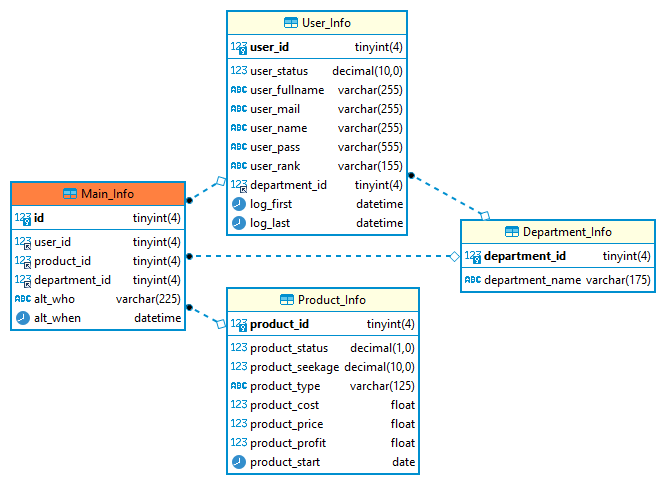 User_Info
123 user_id tinyint(4)
123 user_status decimal(10,0)
ABC user_fullname varchar(255)
ABC user_mail varchar(255)
ABC user_name varchar(255)
ABC user_pass varchar(555)
ABC user_rank varchar(155)
123 department_id tinyint(4)
log_first datetime
log_last datetime
Main_Info
123 id tinyint(4)
123 user_id tinyint(4)
123 product_id tinyint(4)
123 department_id tinyint(4)
ABC alt_who varchar(225)
alt_when datetime
Department_Info
123 department_id tinyint(4)
ABC department_name varchar(175)
Product_Info
123 product_id tinyint(4)
123 product_status decimal(1,0)
123 product_seekage decimal(10,0)
ABC product_type varchar(125)
123 product_cost float
123 product_price float
123 product_profit float
product_start date